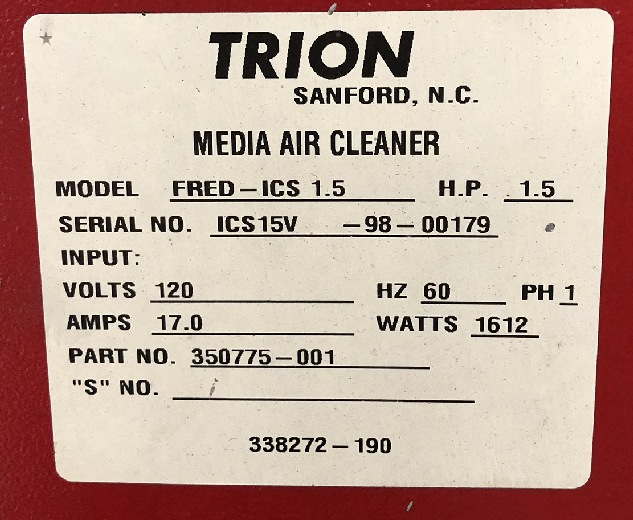 TRION
SANFORD, N.C.
MEDIA AIR CLEANER
MODEL FRED-ICS 1.5 H.P. 1.5
SERIAL NO. ICS15V -98-00179
INPUT:
VOLTS 120 HZ 60 PH 1
AMPS 17.0 WATTS 1612
PART NO. 350775-001
"S" NO.
338272-190